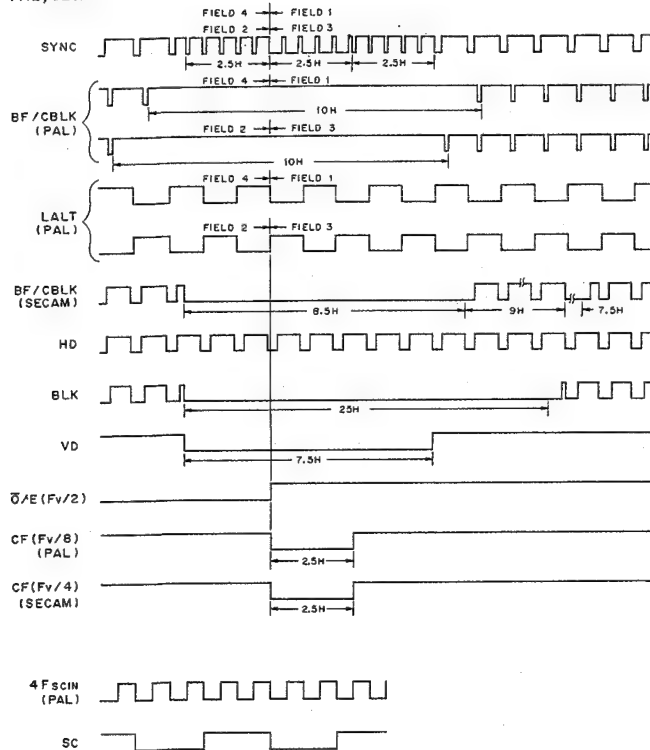 FIELD 4 FIELD 1
FIELD 2 FIELD 3
SYNC
2.5H 2.5H 2.5H
FIELD 4 FIELD 1
BF/CBLK
(PAL)
10H
FIELD 2 FIELD 3
10H
FIELD 4 FIELD 1
LALT
(PAL)
FIELD 2 FIELD 3
BF/CBLK
(SECAM)
8.5H 9H 7.5H
HD
BLK
25H
VD
7.5H
O̅/E(Fv/2)
CF(Fv/8)
(PAL)
2.5H
CF(Fv/4)
(SECAM)
2.5H
4FSCIN
(PAL)
SC